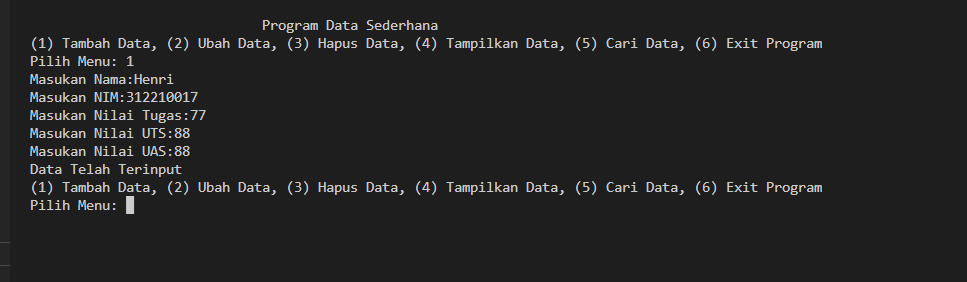 Program Data Sederhana
(1) Tambah Data, (2) Ubah Data, (3) Hapus Data, (4) Tampilkan Data, (5) Cari Data, (6) Exit Program
Pilih Menu: 1
Masukan Nama:Henri
Masukan NIM:312210017
Masukan Nilai Tugas:77
Masukan Nilai UTS:88
Masukan Nilai UAS:88
Data Telah Terinput
(1) Tambah Data, (2) Ubah Data, (3) Hapus Data, (4) Tampilkan Data, (5) Cari Data, (6) Exit Program
Pilih Menu: